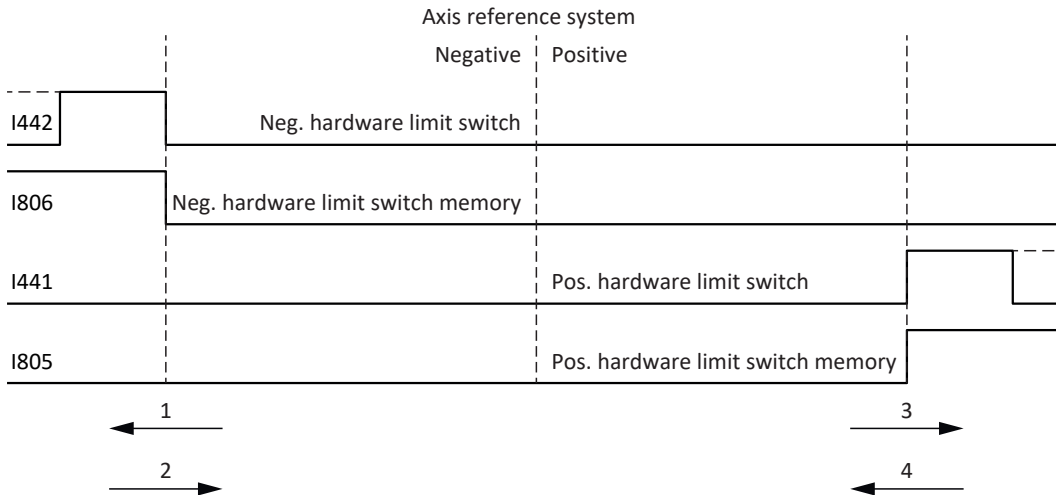 Axis reference system
Negative Positive
I442 Neg. hardware limit switch
I806 Neg. hardware limit switch memory
I441 Pos. hardware limit switch
I805 Pos. hardware limit switch memory
1 3
2 4